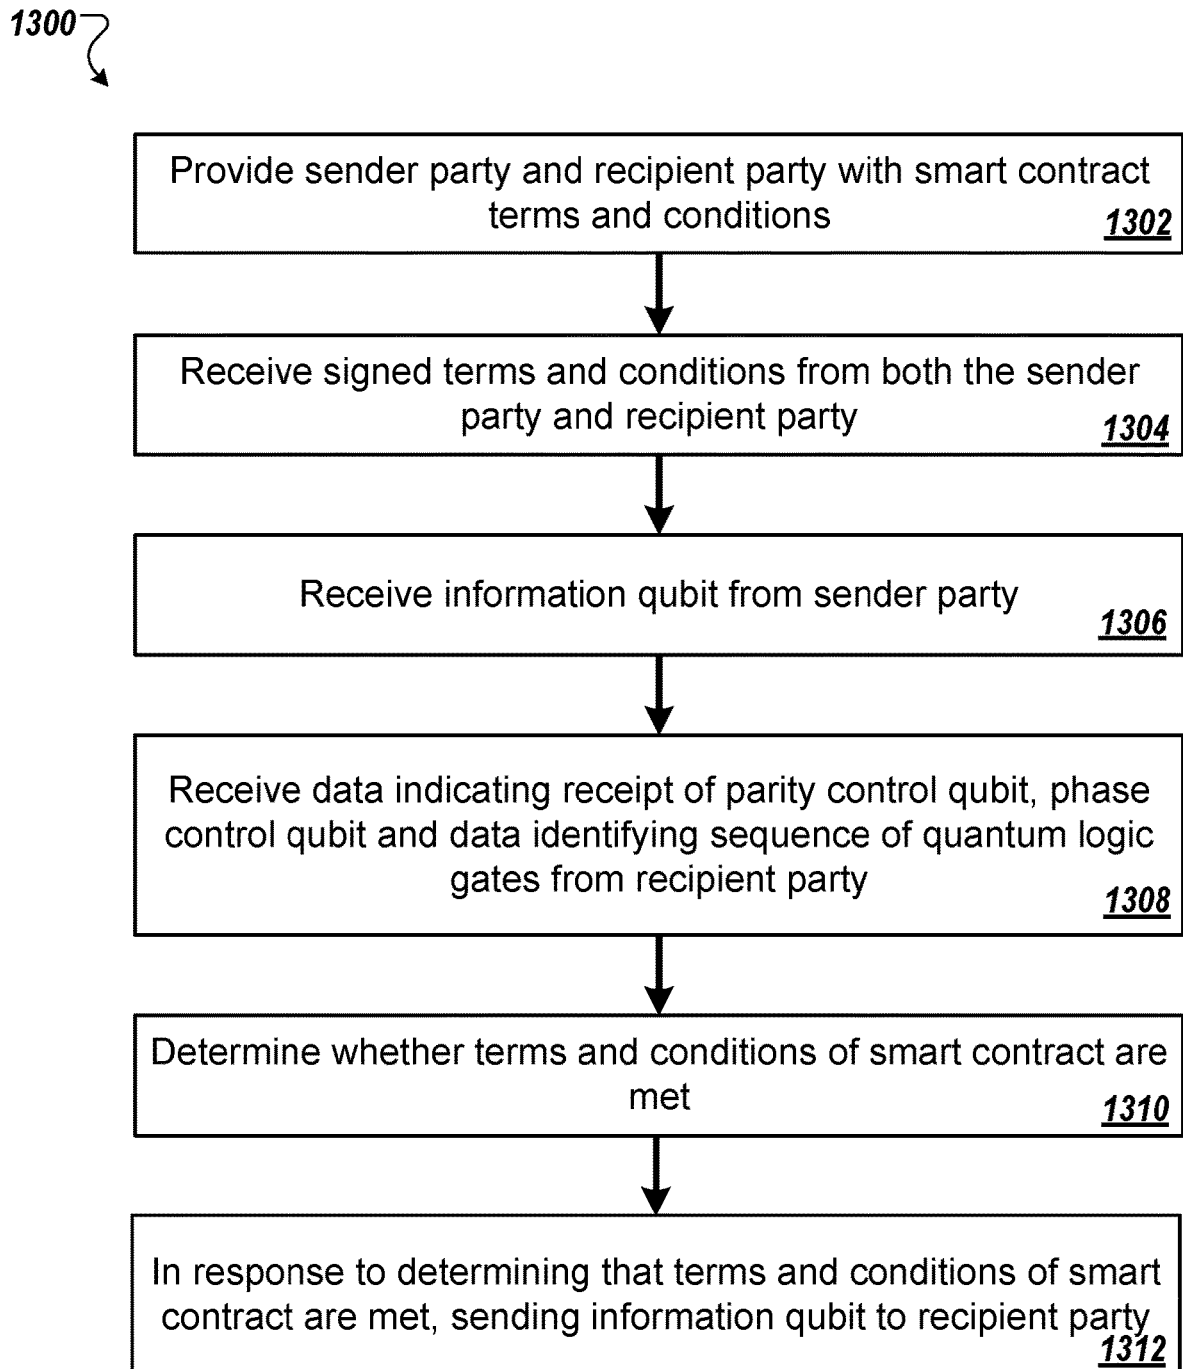 1300
Provide sender party and recipient party with smart contract
terms and conditions
1302
Receive signed terms and conditions from both the sender
party and recipient party
1304
Receive information qubit from sender party
1306
Receive data indicating receipt of parity control qubit, phase
control qubit and data identifying sequence of quantum logic
gates from recipient party
1308
Determine whether terms and conditions of smart contract are
met
1310
In response to determining that terms and conditions of smart
contract are met, sending information qubit to recipient party
1312